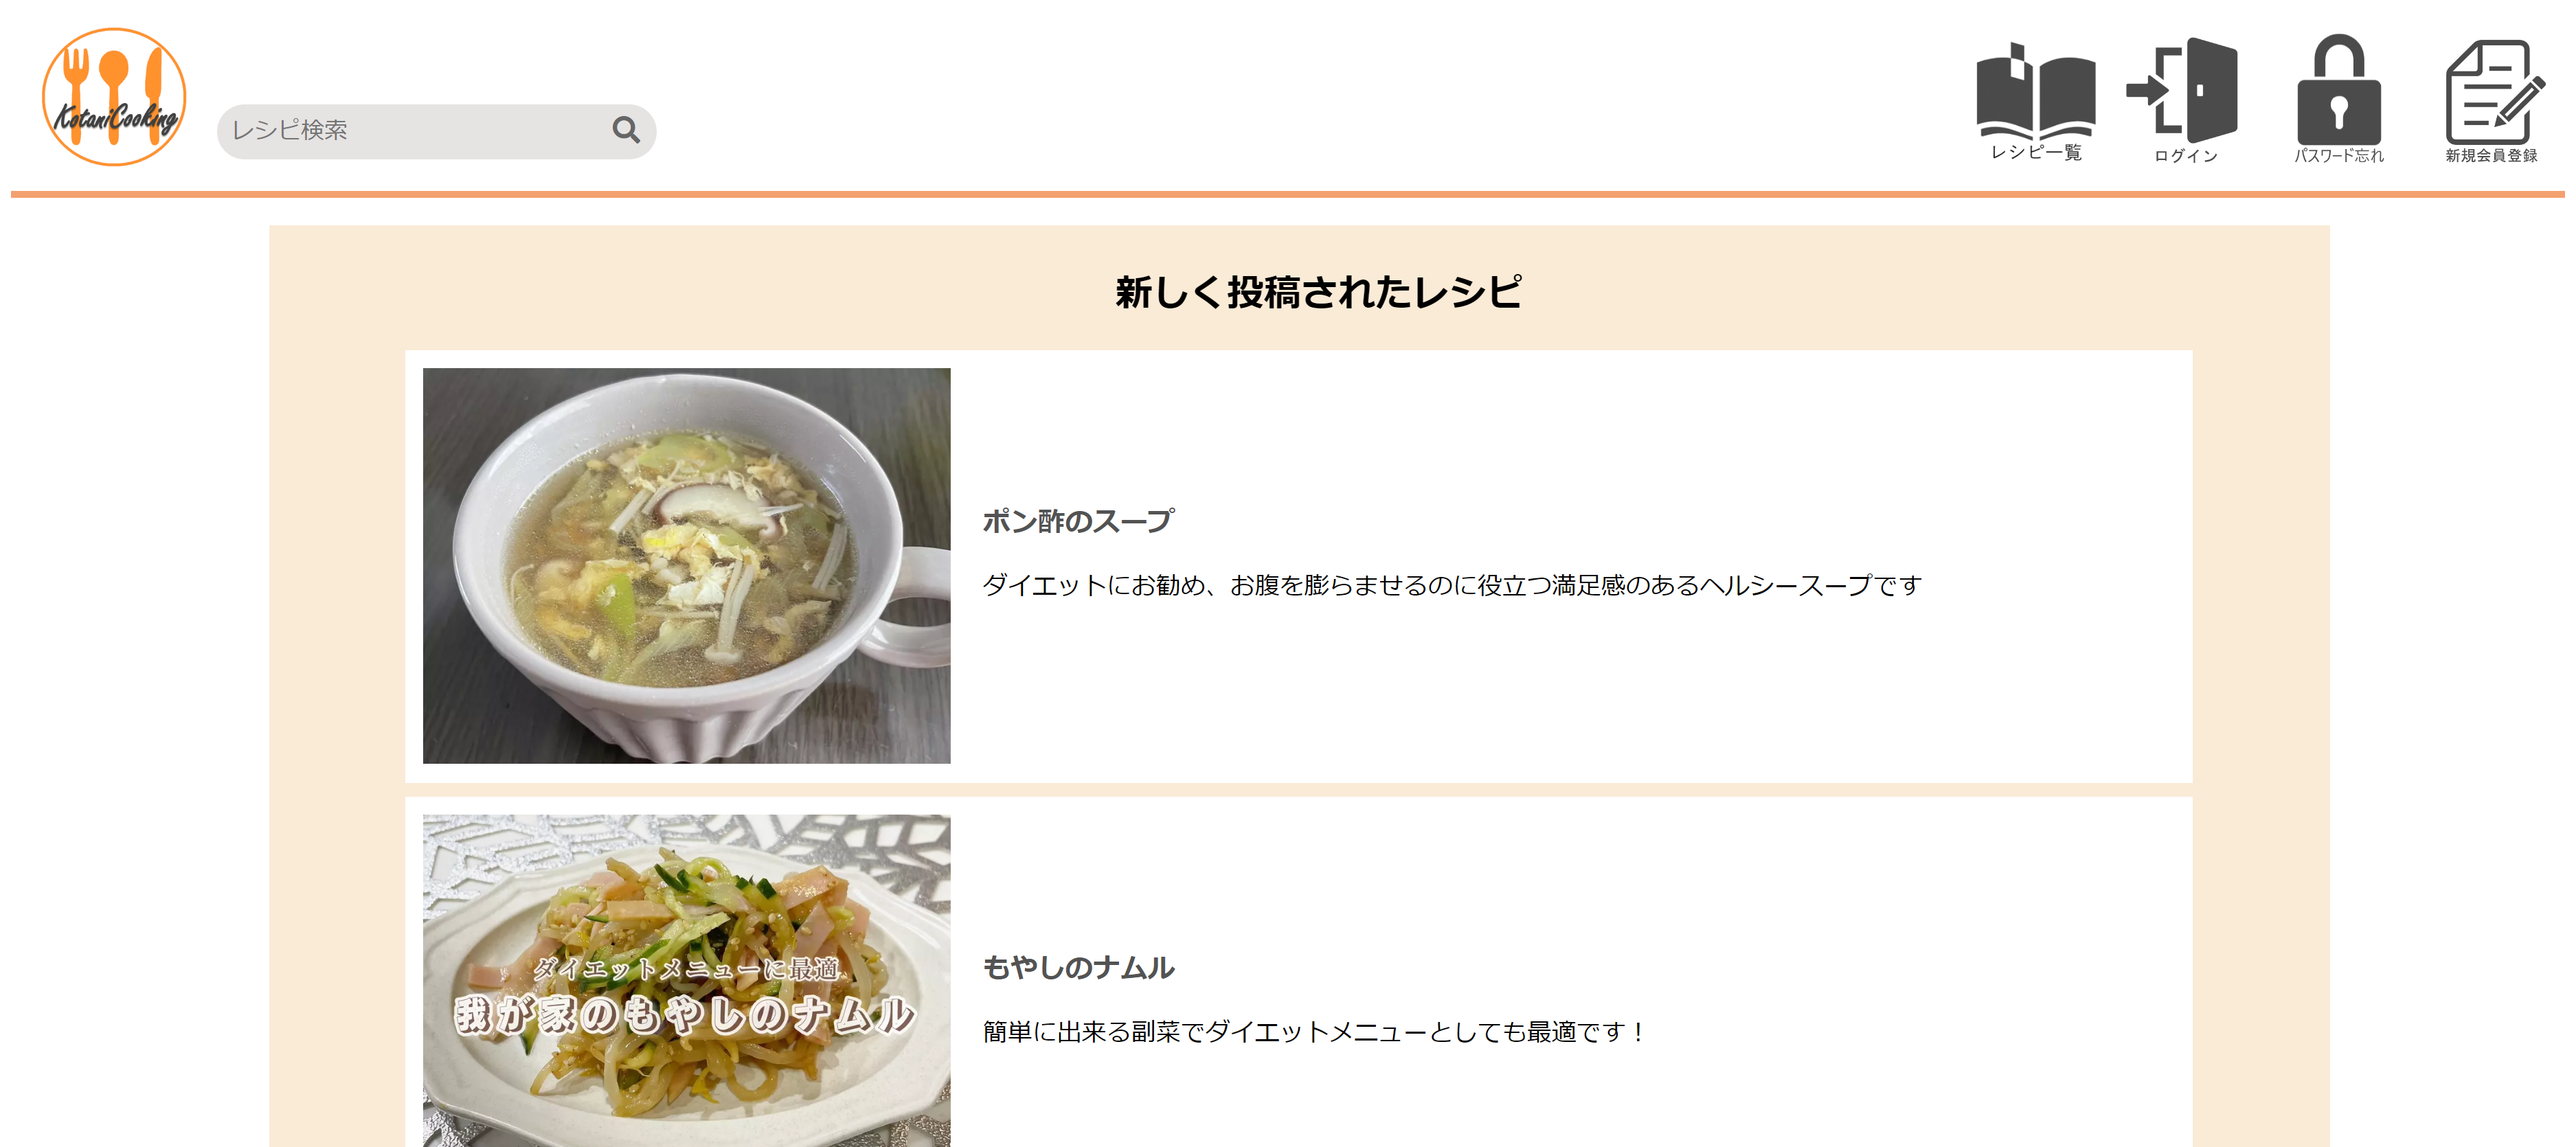 KotaniCooking
レシピ検索
レシピ一覧
ログイン
パスワード忘れ
新規会員登録
新しく投稿されたレシピ
ポン酢のスープ
ダイエットにお勧め、お腹を膨らませるのに役立つ満足感のあるヘルシースープです
ダイエットメニューに最適
我が家のもやしのナムル
もやしのナムル
簡単に出来る副菜でダイエットメニューとしても最適です！